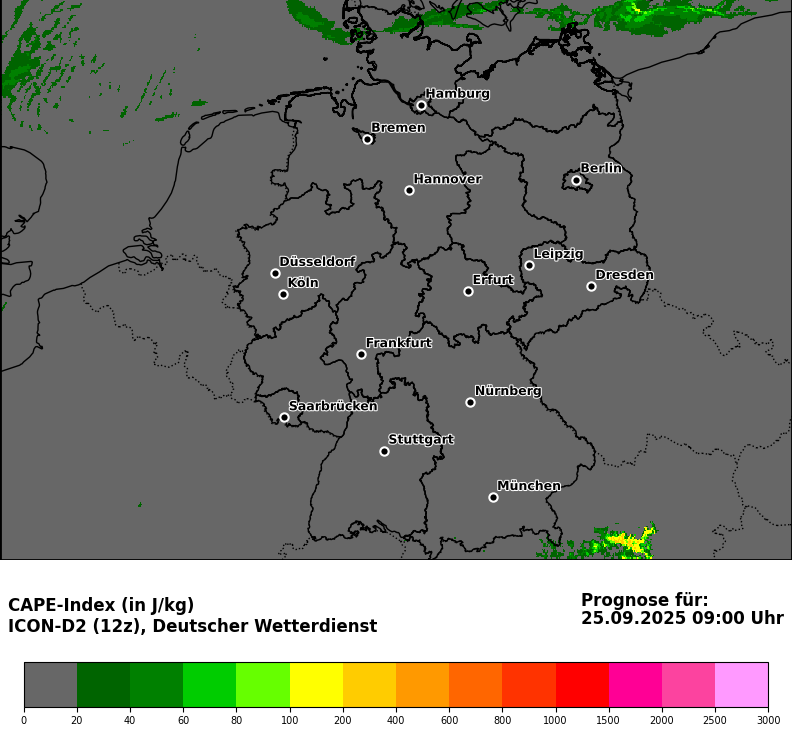 Hamburg
Bremen
Berlin
Hannover
Leipzig
Düsseldorf
Dresden
Köln
Erfurt
Frankfurt
Nürnberg
Saarbrücken
Stuttgart
München
CAPE-Index (in J/kg)
ICON-D2 (12z), Deutscher Wetterdienst
Prognose für:
25.09.2025 09:00 Uhr
0 20 40 60 80 100 200 400 600 800 1000 1500 2000 2500 3000